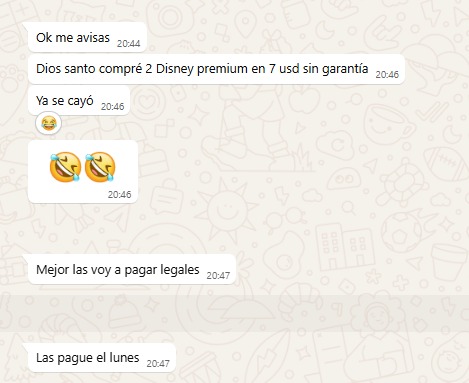 Ok me avisas 20:44
Dios santo compré 2 Disney premium en 7 usd sin garantía 20:46
Ya se cayó 20:46
20:46
Mejor las voy a pagar legales 20:47
Las pague el lunes 20:47